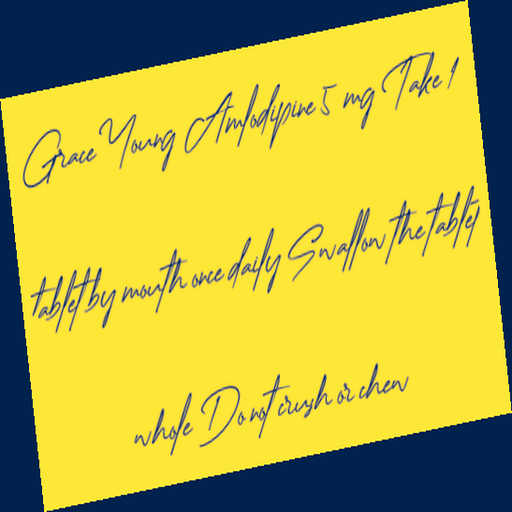 Grace Young Amlodipine 5 mg Take 1
tablet by mouth once daily Swallow the tablet
whole Do not crush or chew